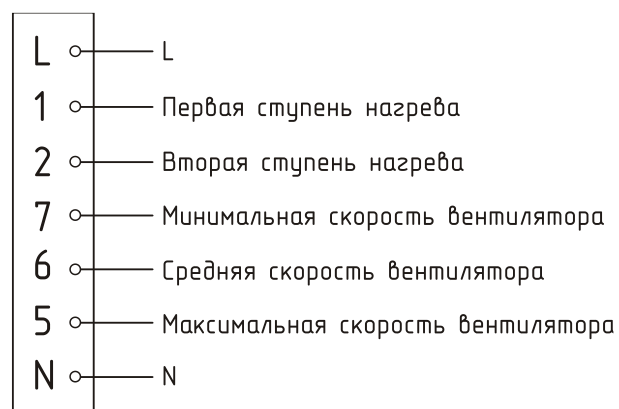 L L
1 Первая ступень нагрева
2 Вторая ступень нагрева
7 Минимальная скорость вентилятора
6 Средняя скорость вентилятора
5 Максимальная скорость вентилятора
N N